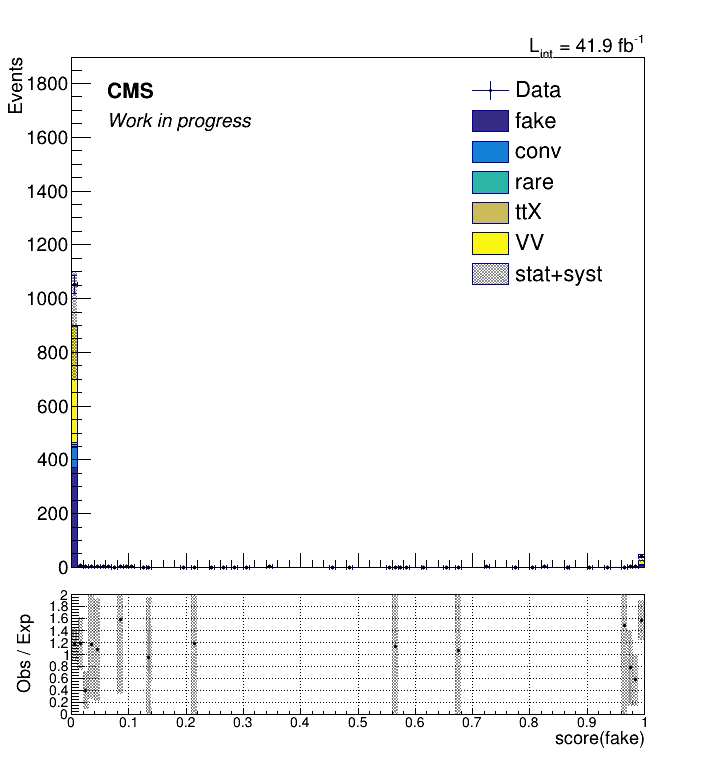 L_int = 41.9 fb^-1
Events
CMS
Work in progress
Data
fake
conv
rare
ttX
VV
stat+syst
1800
1600
1400
1200
1000
800
600
400
200
0
Obs / Exp
2
1.8
1.6
1.4
1.2
1
0.8
0.6
0.4
0.2
0
0 0.1 0.2 0.3 0.4 0.5 0.6 0.7 0.8 0.9 1
score(fake)